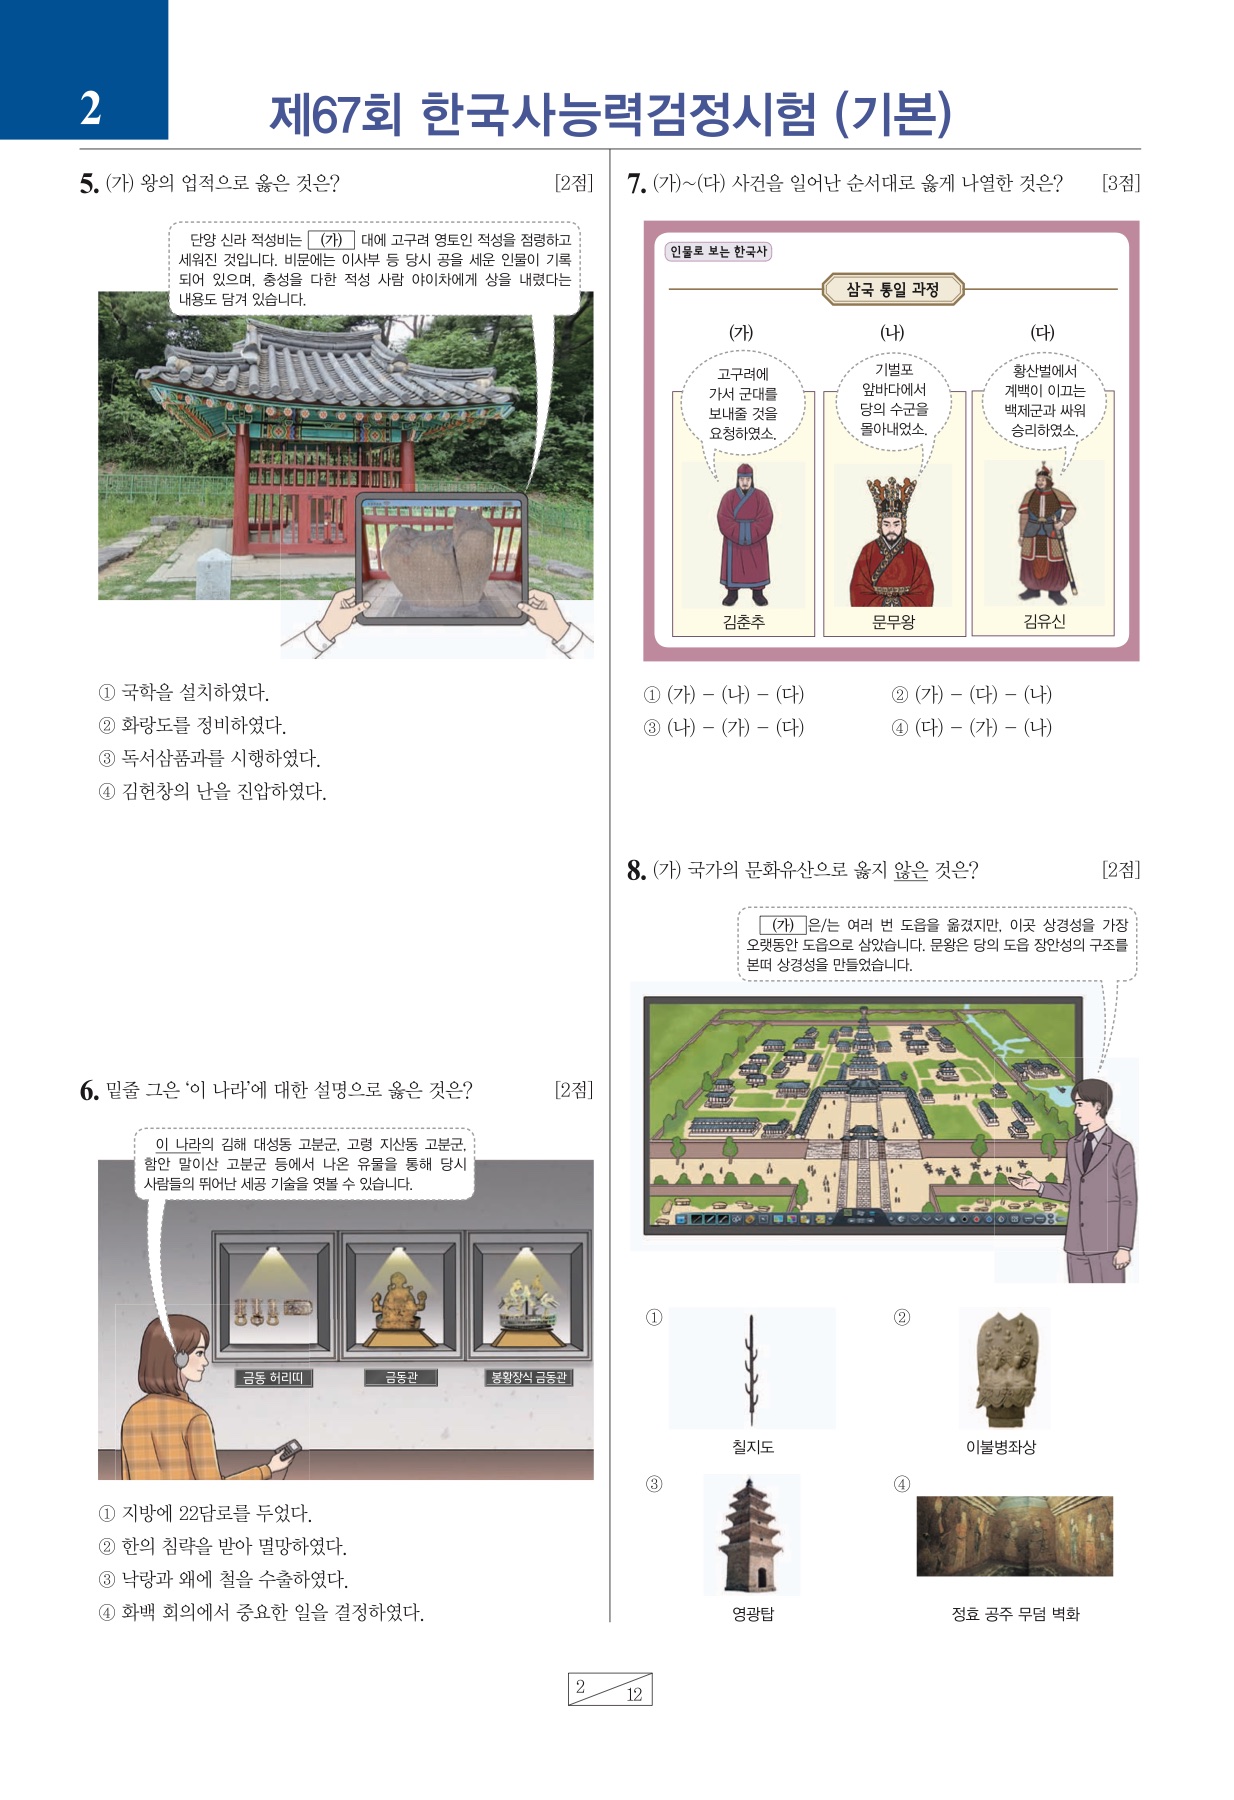 2
제67회 한국사능력검정시험 (기본)
5. (가) 왕의 업적으로 옳은 것은? [2점]
단양 신라 적성비는 (가) 대에 고구려 영토인 적성을 점령하고
세워진 것입니다. 비문에는 이사부 등 당시 공을 세운 인물이 기록
되어 있으며, 충성을 다한 적성 사람 야이차에게 상을 내렸다는
내용도 담겨 있습니다.
① 국학을 설치하였다.
② 화랑도를 정비하였다.
③ 독서삼품과를 시행하였다.
④ 김헌창의 난을 진압하였다.
6. 밑줄 그은 ‘이 나라’에 대한 설명으로 옳은 것은? [2점]
이 나라의 김해 대성동 고분군, 고령 지산동 고분군,
함안 말이산 고분군 등에서 나온 유물을 통해 당시
사람들의 뛰어난 세공 기술을 엿볼 수 있습니다.
금동 허리띠
금동관
봉황장식 금동관
① 지방에 22담로를 두었다.
② 한의 침략을 받아 멸망하였다.
③ 낙랑과 왜에 철을 수출하였다.
④ 화백 회의에서 중요한 일을 결정하였다.
7. (가)~(다) 사건을 일어난 순서대로 옳게 나열한 것은? [3점]
인물로 보는 한국사
삼국 통일 과정
(가)
고구려에
가서 군대를
보내줄 것을
요청하였소.
김춘추
(나)
기벌포
앞바다에서
당의 수군을
몰아내었소.
문무왕
(다)
황산벌에서
계백이 이끄는
백제군과 싸워
승리하였소.
김유신
① (가) – (나) – (다)
② (가) – (다) – (나)
③ (나) – (가) – (다)
④ (다) – (가) – (나)
8. (가) 국가의 문화유산으로 옳지 않은 것은? [2점]
(가) 은/는 여러 번 도읍을 옮겼지만, 이곳 상경성을 가장
오랫동안 도읍으로 삼았습니다. 문왕은 당의 도읍 장안성의 구조를
본떠 상경성을 만들었습니다.
①
칠지도
②
이불병좌상
③
영광탑
④
정효 공주 무덤 벽화
2
12